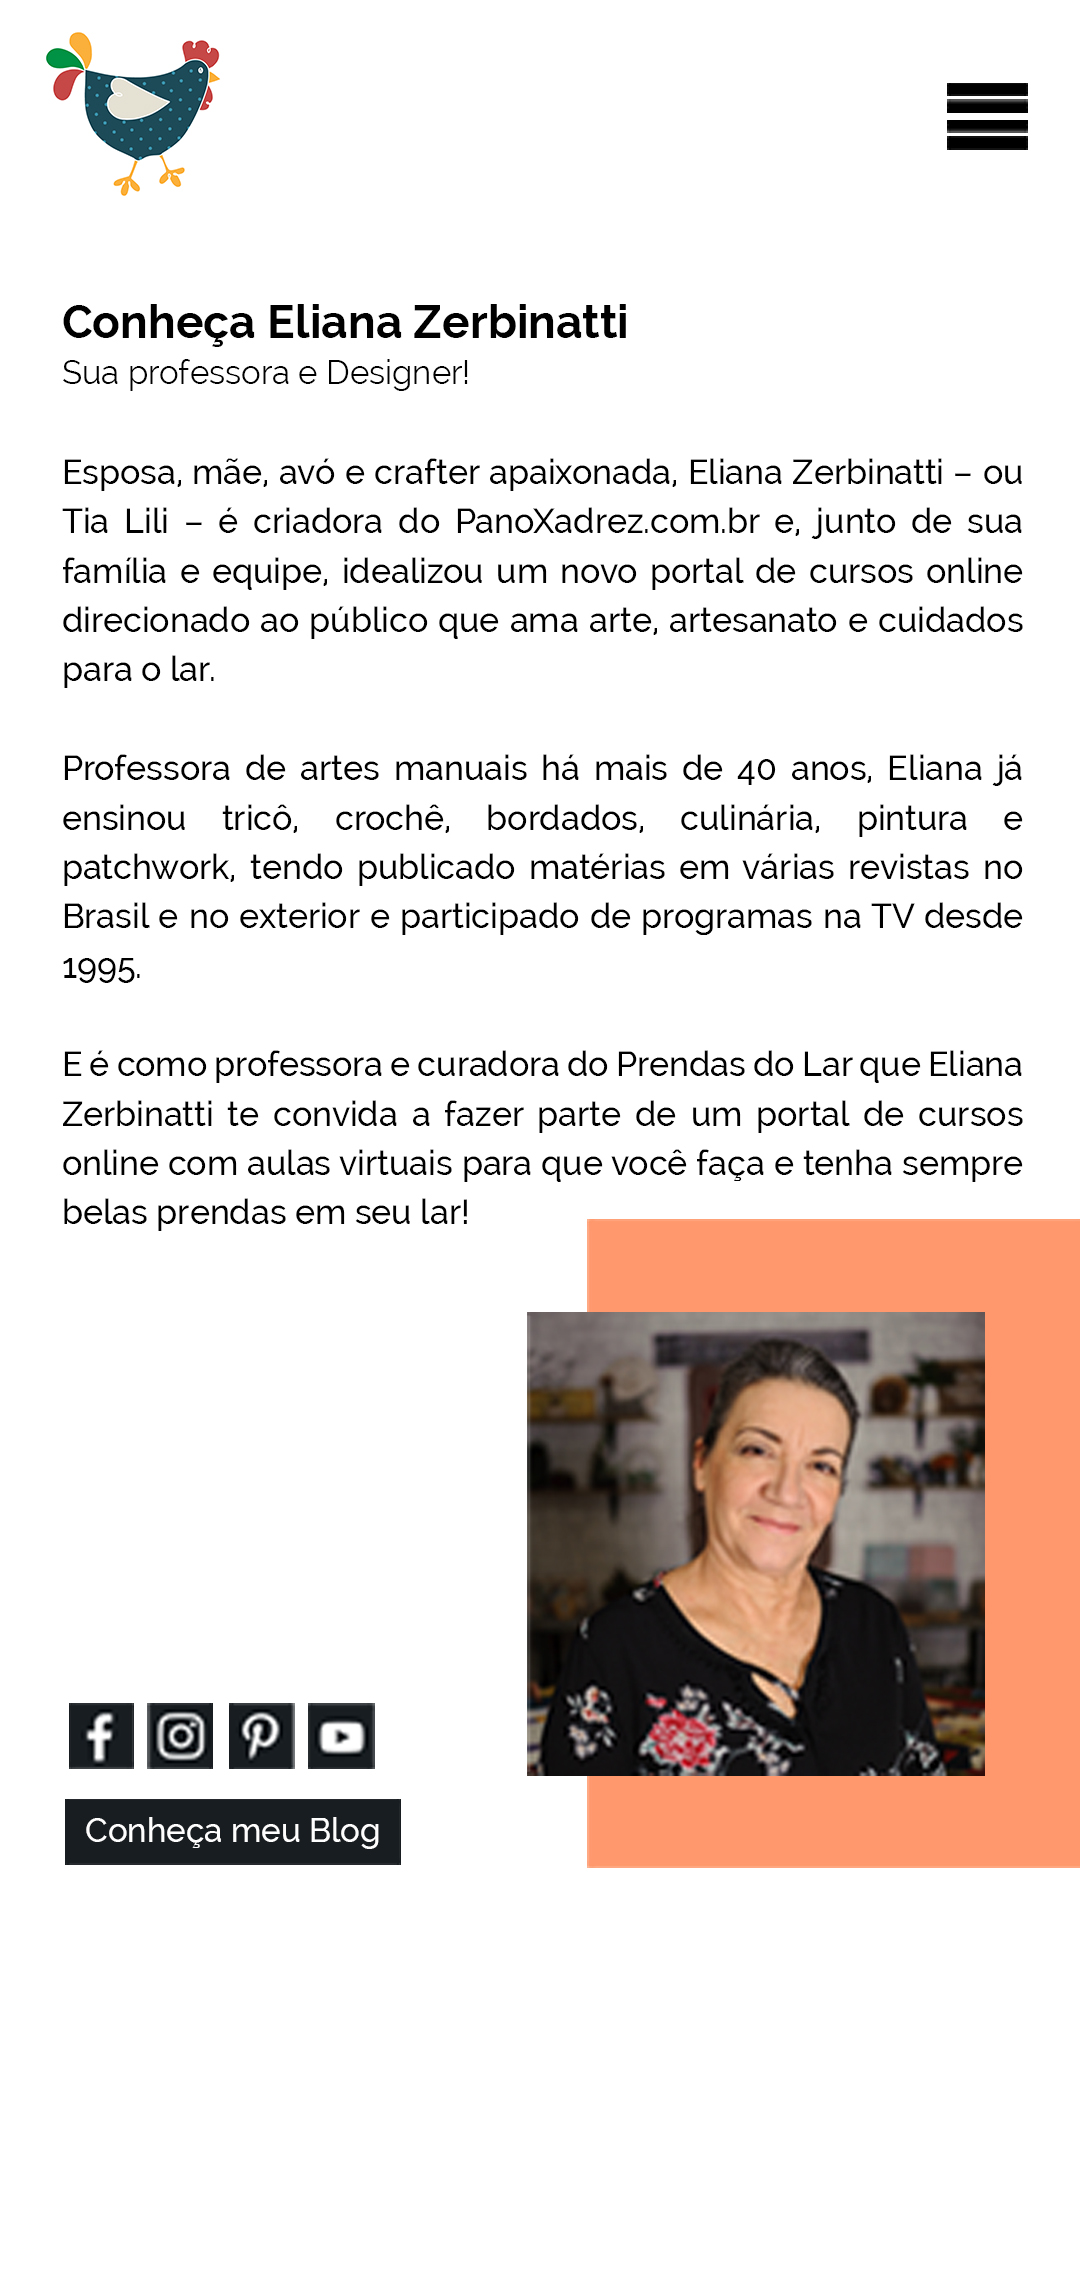 Conheça Eliana Zerbinatti
Sua professora e Designer!
Esposa, mãe, avó e crafter apaixonada, Eliana Zerbinatti – ou
Tia Lili – é criadora do PanoXadrez.com.br e, junto de sua
família e equipe, idealizou um novo portal de cursos online
direcionado ao público que ama arte, artesanato e cuidados
para o lar.
Professora de artes manuais há mais de 40 anos, Eliana já
ensinou tricô, crochê, bordados, culinária, pintura e
patchwork, tendo publicado matérias em várias revistas no
Brasil e no exterior e participado de programas na TV desde
1995.
E é como professora e curadora do Prendas do Lar que Eliana
Zerbinatti te convida a fazer parte de um portal de cursos
online com aulas virtuais para que você faça e tenha sempre
belas prendas em seu lar!
Conheça meu Blog